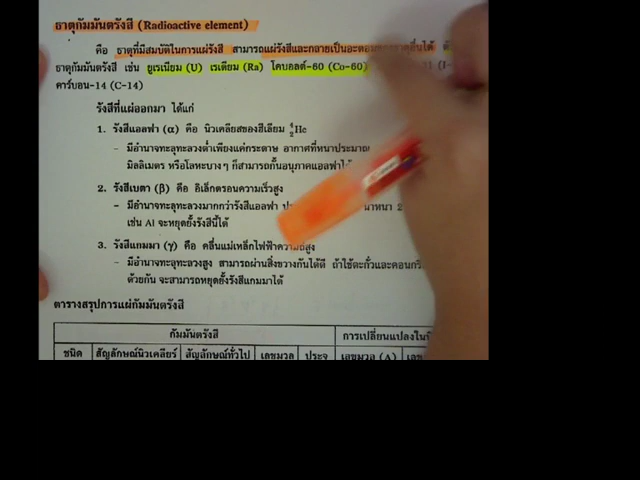 ธาตุกัมมันตรังสี (Radioactive element)
คือ ธาตุที่มีสมบัติในการแผ่รังสี สามารถแผ่รังสีและกลายเป็นอะตอมของธาตุอื่นได้
ธาตุกัมมันตรังสี เช่น ยูเรเนียม (U) เรเดียม (Ra) โคบอลต์-60 (Co-60)
คาร์บอน-14 (C-14)
รังสีที่แผ่ออกมา ได้แก่
1. รังสีแอลฟา (α) คือ นิวเคลียสของฮีเลียม ⁴₂He
– มีอำนาจทะลุทะลวงต่ำเพียงแค่กระดาษ อากาศที่หนาประมาณ
มิลลิเมตร หรือโลหะบางๆ ก็สามารถกั้นอนุภาคแอลฟา
2. รังสีเบตา (β) คือ อิเล็กตรอนความเร็วสูง
– มีอำนาจทะลุทะลวงมากกว่ารังสีแอลฟา
เช่น Al จะหยุดยั้งรังสีนี้ได้
3. รังสีแกมมา (γ) คือ คลื่นแม่เหล็กไฟฟ้าความถี่สูง
– มีอำนาจทะลุทะลวงสูง สามารถผ่านสิ่งขวางกันได้ดี ถ้าใช้ตะกั่วและคอนกรี
ด้วยกัน จะสามารถหยุดยั้งรังสีแกมมาได้
ตารางสรุปการแผ่กัมมันตรังสี
กัมมันตรังสี การเปลี่ยนแปลงใน
ชนิด สัญลักษณ์นิวเคลียร์ สัญลักษณ์ทั่วไป เลขมวล ประจุ เลขมวล (A)